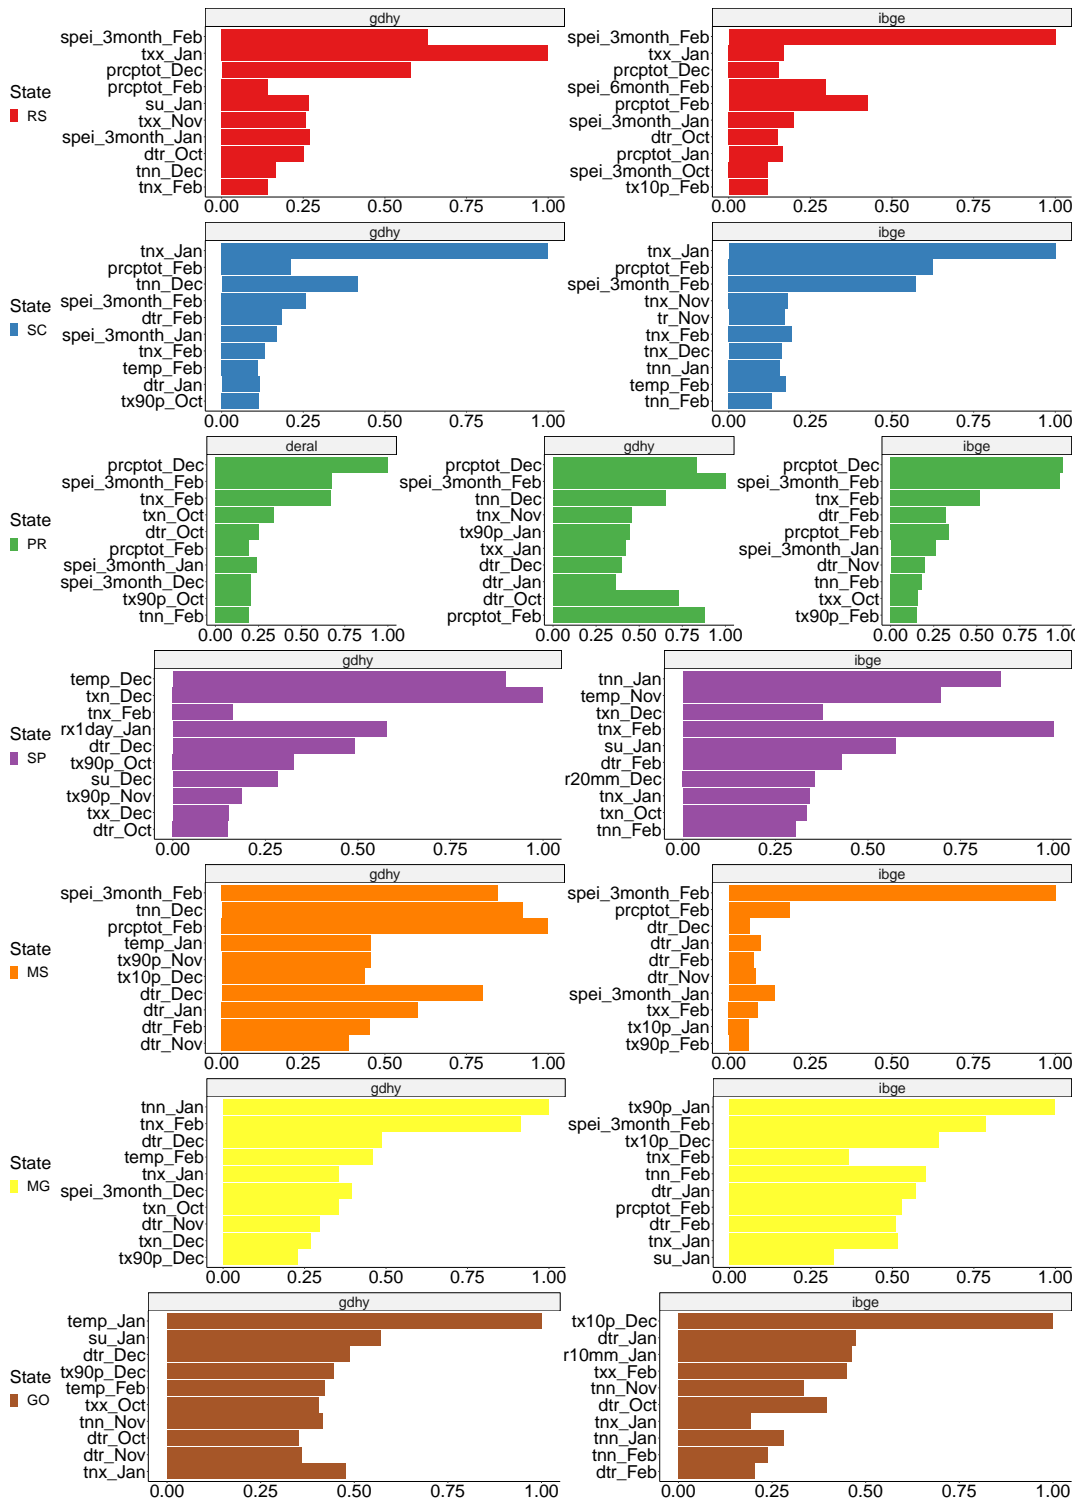 gdhy
ibge
State
RS
spei_3month_Feb
txx_Jan
prcptot_Dec
prcptot_Feb
su_Jan
txx_Nov
spei_3month_Jan
dtr_Oct
tnn_Dec
tnx_Feb
0.00 0.25 0.50 0.75 1.00
spei_3month_Feb
txx_Jan
prcptot_Dec
spei_6month_Feb
prcptot_Feb
spei_3month_Jan
dtr_Oct
prcptot_Jan
spei_3month_Oct
tx10p_Feb
0.00 0.25 0.50 0.75 1.00
gdhy
ibge
State
SC
tnx_Jan
prcptot_Feb
tnn_Dec
spei_3month_Feb
dtr_Feb
spei_3month_Jan
tnx_Feb
temp_Feb
dtr_Jan
tx90p_Oct
0.00 0.25 0.50 0.75 1.00
tnx_Jan
prcptot_Feb
spei_3month_Feb
tnx_Nov
tr_Nov
tnx_Feb
tnx_Dec
tnn_Jan
temp_Feb
tnn_Feb
0.00 0.25 0.50 0.75 1.00
deral
gdhy
ibge
State
PR
prcptot_Dec
spei_3month_Feb
tnx_Feb
txn_Oct
dtr_Oct
prcptot_Feb
spei_3month_Jan
spei_3month_Dec
tx90p_Oct
tnn_Feb
0.00 0.25 0.50 0.75 1.00
prcptot_Dec
spei_3month_Feb
tnn_Dec
tnx_Nov
tx90p_Jan
txx_Jan
dtr_Dec
dtr_Jan
dtr_Oct
prcptot_Feb
0.00 0.25 0.50 0.75 1.00
prcptot_Dec
spei_3month_Feb
tnx_Feb
dtr_Feb
prcptot_Feb
spei_3month_Jan
dtr_Nov
tnn_Feb
txx_Oct
tx90p_Feb
0.00 0.25 0.50 0.75 1.00
gdhy
ibge
State
SP
temp_Dec
txn_Dec
tnx_Feb
rx1day_Jan
dtr_Dec
tx90p_Oct
su_Dec
tx90p_Nov
txx_Dec
dtr_Oct
0.00 0.25 0.50 0.75 1.00
tnn_Jan
temp_Nov
txn_Dec
tnx_Feb
su_Jan
dtr_Feb
r20mm_Dec
tnx_Jan
txn_Oct
tnn_Feb
0.00 0.25 0.50 0.75 1.00
gdhy
ibge
State
MS
spei_3month_Feb
tnn_Dec
prcptot_Feb
temp_Jan
tx90p_Nov
tx10p_Dec
dtr_Dec
dtr_Jan
dtr_Feb
dtr_Nov
0.00 0.25 0.50 0.75 1.00
spei_3month_Feb
prcptot_Feb
dtr_Dec
dtr_Jan
dtr_Feb
dtr_Nov
spei_3month_Jan
txx_Feb
tx10p_Jan
tx90p_Feb
0.00 0.25 0.50 0.75 1.00
gdhy
ibge
State
MG
tnn_Jan
tnx_Feb
dtr_Dec
temp_Feb
tnx_Jan
spei_3month_Dec
txn_Oct
dtr_Nov
txn_Dec
tx90p_Dec
0.00 0.25 0.50 0.75 1.00
tx90p_Jan
spei_3month_Feb
tx10p_Dec
tnx_Feb
tnn_Feb
dtr_Jan
prcptot_Feb
dtr_Feb
tnx_Jan
su_Jan
0.00 0.25 0.50 0.75 1.00
gdhy
ibge
State
GO
temp_Jan
su_Jan
dtr_Dec
tx90p_Dec
temp_Feb
txx_Oct
tnn_Nov
dtr_Oct
dtr_Nov
tnx_Jan
0.00 0.25 0.50 0.75 1.00
tx10p_Dec
dtr_Jan
r10mm_Jan
txx_Feb
tnn_Nov
dtr_Oct
tnx_Jan
tnn_Jan
tnn_Feb
dtr_Feb
0.00 0.25 0.50 0.75 1.00